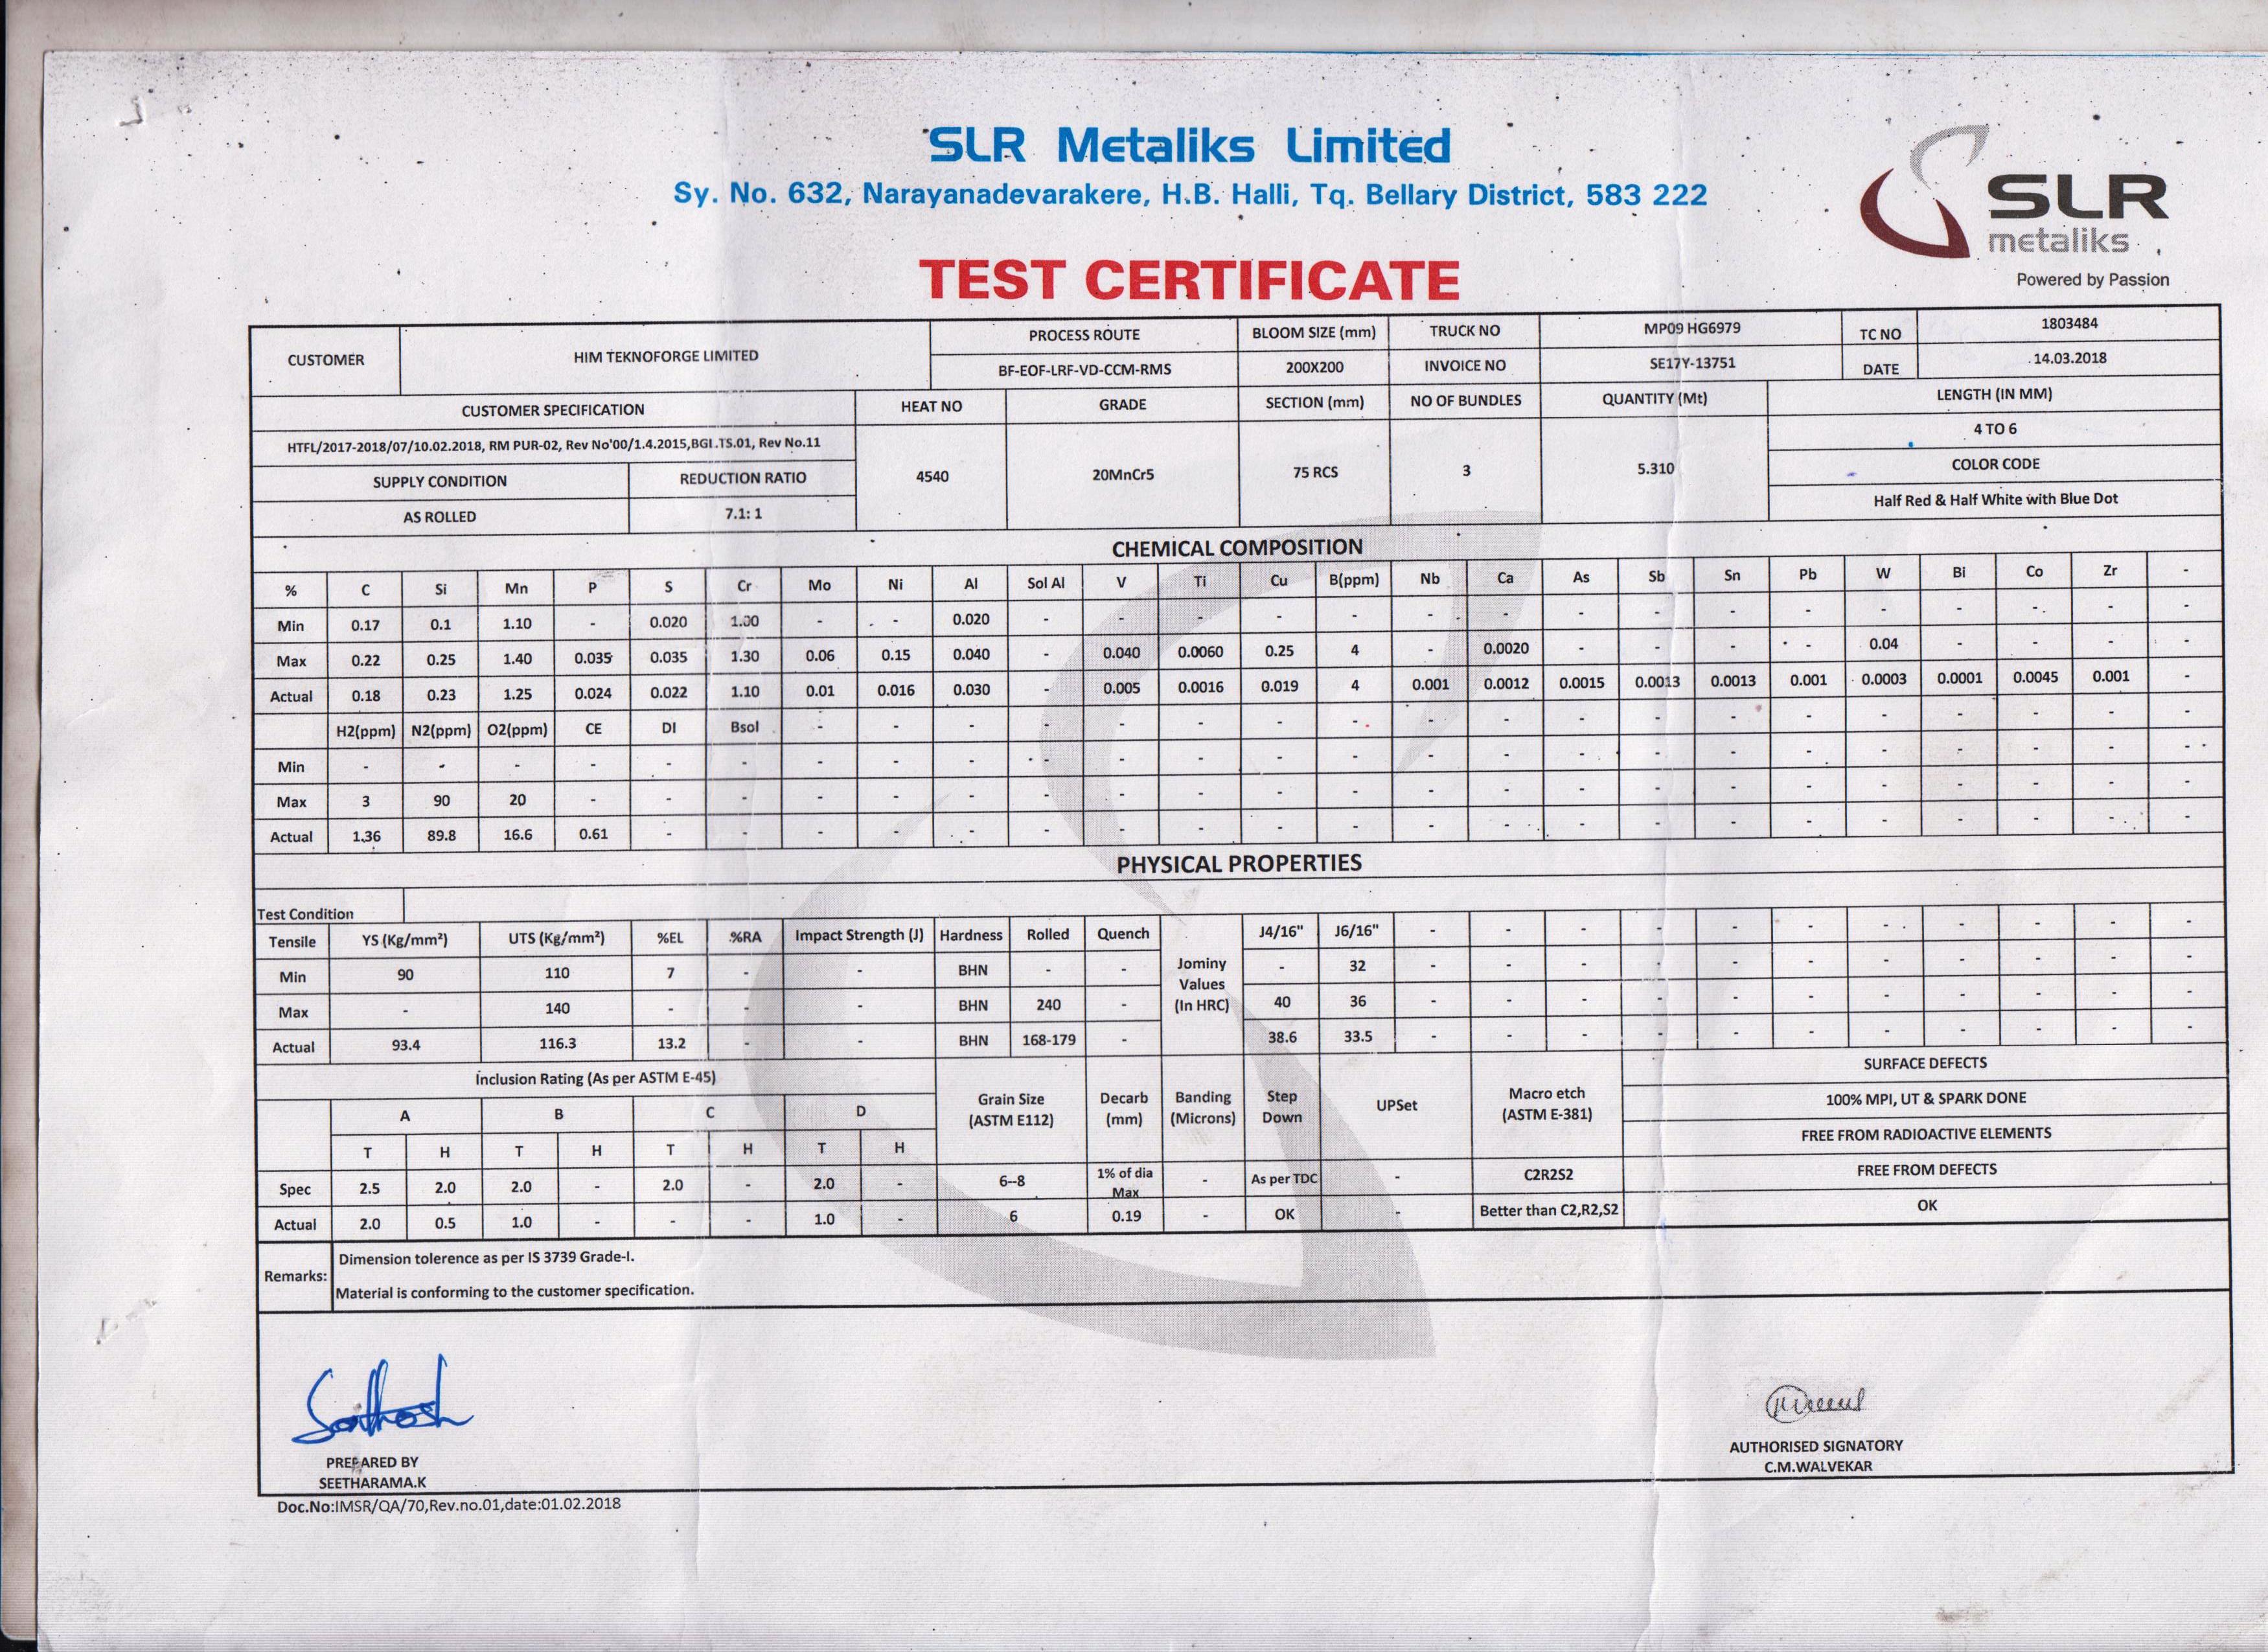 SLR Metaliks Limited
Sy. No. 632, Narayanadevarakere, H.B. Halli, Tq. Bellary District, 583 222
SLR
metaliks
Powered by Passion
TEST CERTIFICATE
CUSTOMER HIM TEKNOFORGE LIMITED PROCESS ROUTE BLOOM SIZE (mm) TRUCK NO MP09 HG6979 TC NO 1803484
BF-EOF-LRF-VD-CCM-RMS 200X200 INVOICE NO SE17Y-13751 DATE 14.03.2018
CUSTOMER SPECIFICATION HEAT NO GRADE SECTION (mm) NO OF BUNDLES QUANTITY (Mt) LENGTH (IN MM)
HTFL/2017-2018/07/10.02.2018, RM PUR-02, Rev No'00/1.4.2015,BGL.TS.01, Rev No.11 4540 20MnCr5 75 RCS 3 5.310 4 TO 6
SUPPLY CONDITION REDUCTION RATIO COLOR CODE
AS ROLLED 7.1: 1 Half Red & Half White with Blue Dot
CHEMICAL COMPOSITION
% C Si Mn P S Cr Mo Ni Al Sol Al V Ti Cu B(ppm) Nb Ca As Sb Sn Pb W Bi Co Zr -
Min 0.17 0.1 1.10 - 0.020 1.00 - - 0.020 - - - - - - - - - - - - - - - -
Max 0.22 0.25 1.40 0.035 0.035 1.30 0.06 0.15 0.040 - 0.040 0.0060 0.25 4 - 0.0020 - - - - 0.04 - - - -
Actual 0.18 0.23 1.25 0.024 0.022 1.10 0.01 0.016 0.030 - 0.005 0.0016 0.019 4 0.001 0.0012 0.0015 0.0013 0.0013 0.001 0.0003 0.0001 0.0045 0.001 -
H2(ppm) N2(ppm) O2(ppm) CE DI Bsol - - - - - - - - - - - - - - - - - - -
Min - - - - - - - - - - - - - - - - - - - - - - - - -
Max 3 90 20 - - - - - - - - - - - - - - - - - - - - - -
Actual 1.36 89.8 16.6 0.61 - - - - - - - - - - - - - - - - - - - - -
PHYSICAL PROPERTIES
Test Condition
Tensile YS (Kg/mm²) UTS (Kg/mm²) %EL %RA Impact Strength (J) Hardness Rolled Quench Jominy Values (In HRC) J4/16" J6/16" - - - - - - - - - - -
Min 90 110 7 - - BHN - - - 32 - - - - - - - - - - -
Max - 140 - - - BHN 240 - 40 36 - - - - - - - - - - -
Actual 93.4 116.3 13.2 - - BHN 168-179 - 38.6 33.5 - - - - - - - - - - -
Inclusion Rating (As per ASTM E-45) Grain Size (ASTM E112) Decarb (mm) Banding (Microns) Step Down UPSet Macro etch (ASTM E-381) SURFACE DEFECTS
A B C D 100% MPI, UT & SPARK DONE
T H T H T H T H FREE FROM RADIOACTIVE ELEMENTS
Spec 2.5 2.0 2.0 - 2.0 - 2.0 - 6--8 1% of dia Max - As per TDC - C2R2S2 FREE FROM DEFECTS
Actual 2.0 0.5 1.0 - - - 1.0 - 6 0.19 - OK - Better than C2,R2,S2 OK
Remarks: Dimension tolerence as per IS 3739 Grade-I.
Material is conforming to the customer specification.
PREPARED BY
SEETHARAMA.K
AUTHORISED SIGNATORY
C.M.WALVEKAR
Doc.No:IMSR/QA/70,Rev.no.01,date:01.02.2018